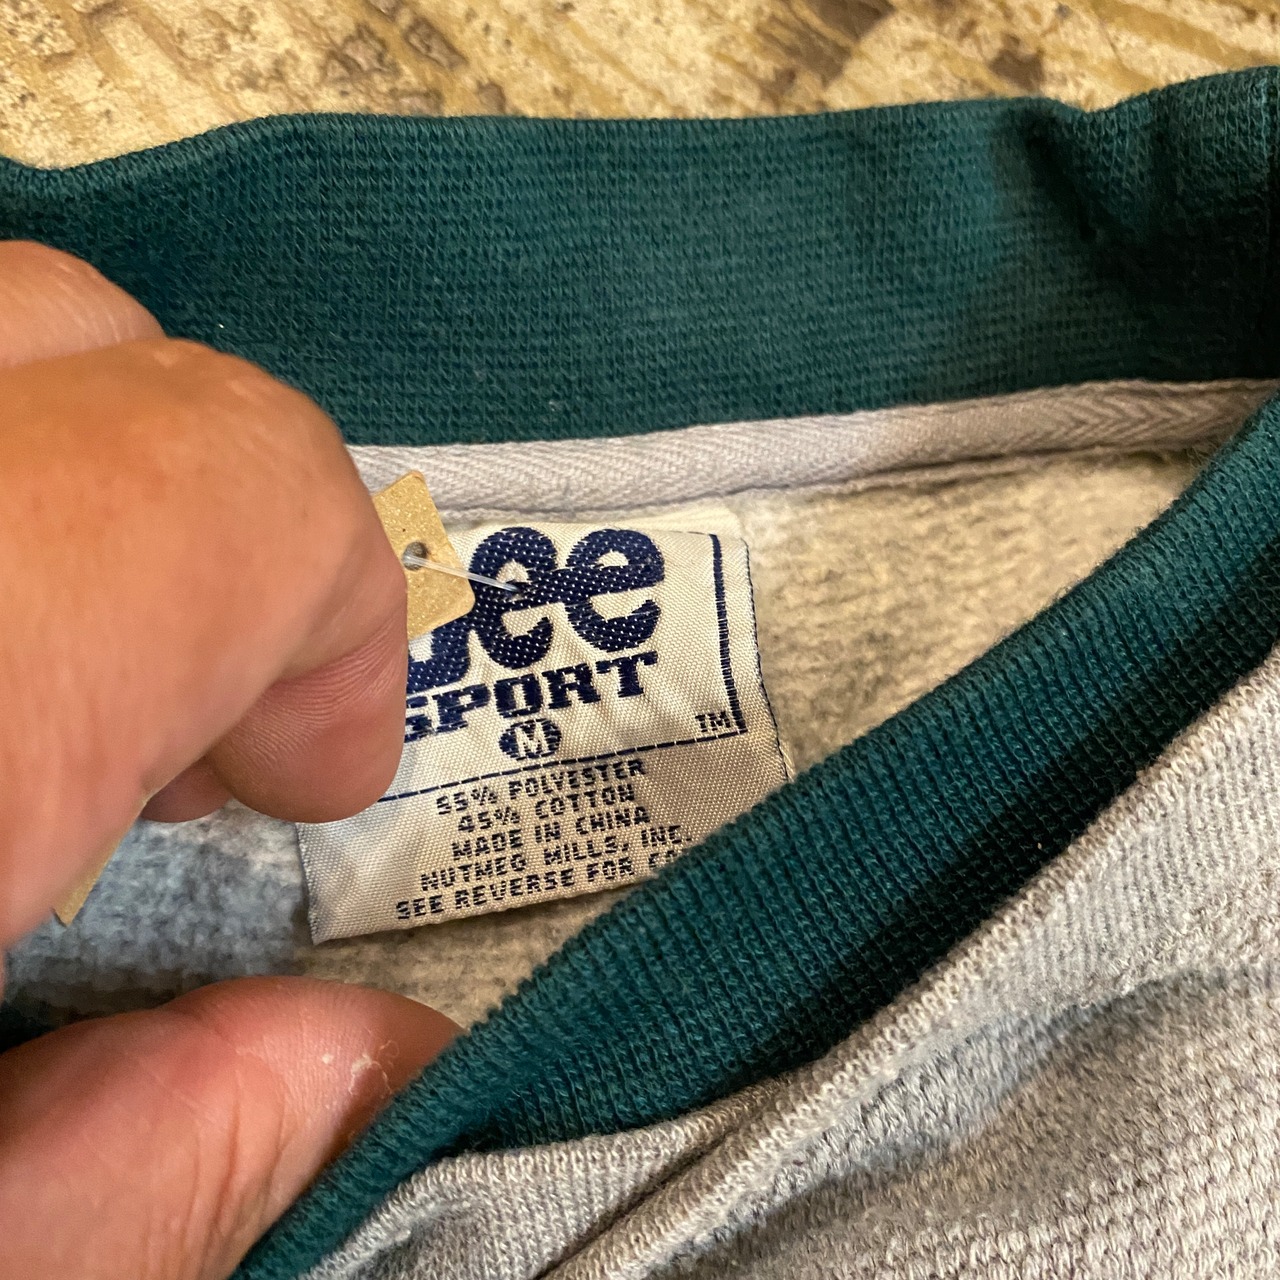 Lee
SPORT
TM
M
55% POLYESTER
45% COTTON
MADE IN CHINA
NUTMEG MILLS, INC.
SEE REVERSE FOR